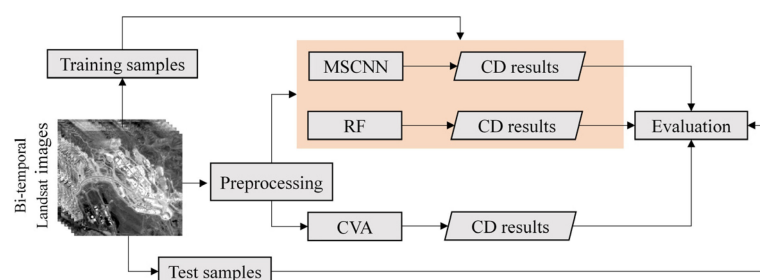 Training samples
MSCNN
CD results
RF
CD results
Evaluation
Bi-temporal
Landsat images
Preprocessing
CVA
CD results
Test samples